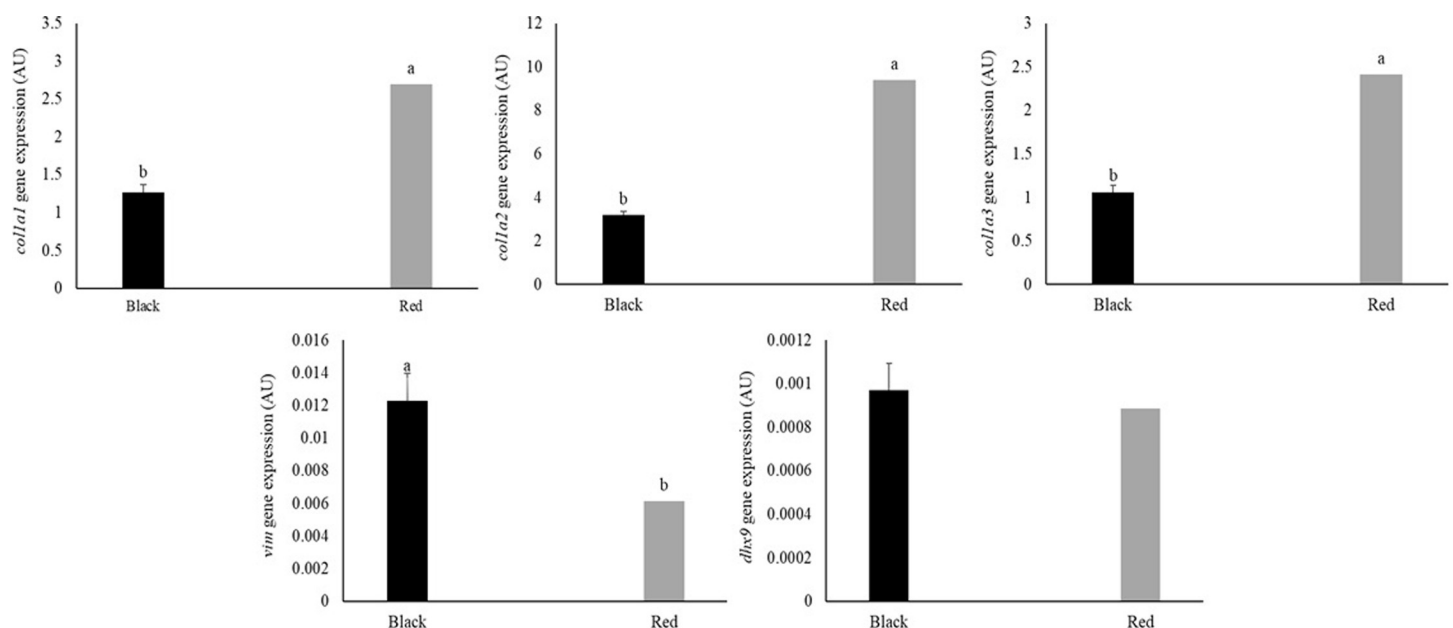 col1a1 gene expression (AU)
3.5
3
2.5
2
1.5
1
0.5
0
b
a
Black
Red
col1a2 gene expression (AU)
12
10
8
6
4
2
0
b
a
Black
Red
col1a3 gene expression (AU)
3
2.5
2
1.5
1
0.5
0
b
a
Black
Red
vim gene expression (AU)
0.016
0.014
0.012
0.01
0.008
0.006
0.004
0.002
0
a
b
Black
Red
dhx9 gene expression (AU)
0.0012
0.001
0.0008
0.0006
0.0004
0.0002
0
Black
Red